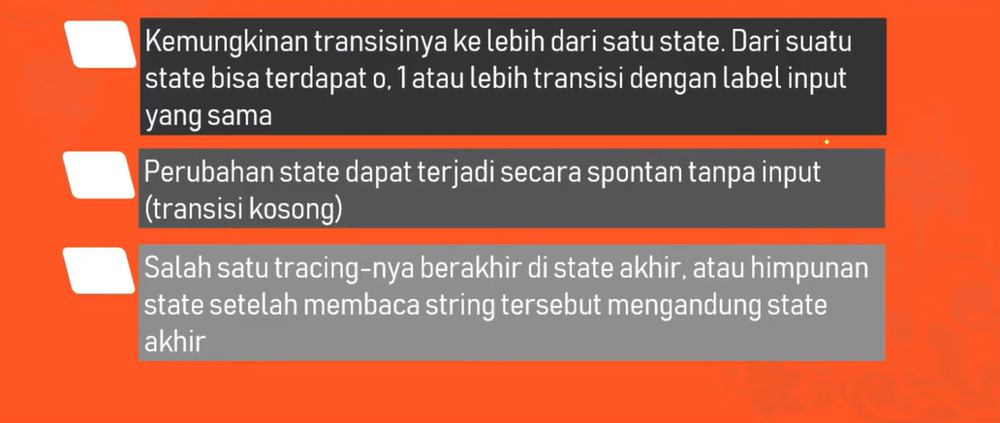 Kemungkinan transisinya ke lebih dari satu state. Dari suatu
state bisa terdapat o, 1 atau lebih transisi dengan label input
yang sama
Perubahan state dapat terjadi secara spontan tanpa input
(transisi kosong)
Salah satu tracing-nya berakhir di state akhir, atau himpunan
state setelah membaca string tersebut mengandung state
akhir